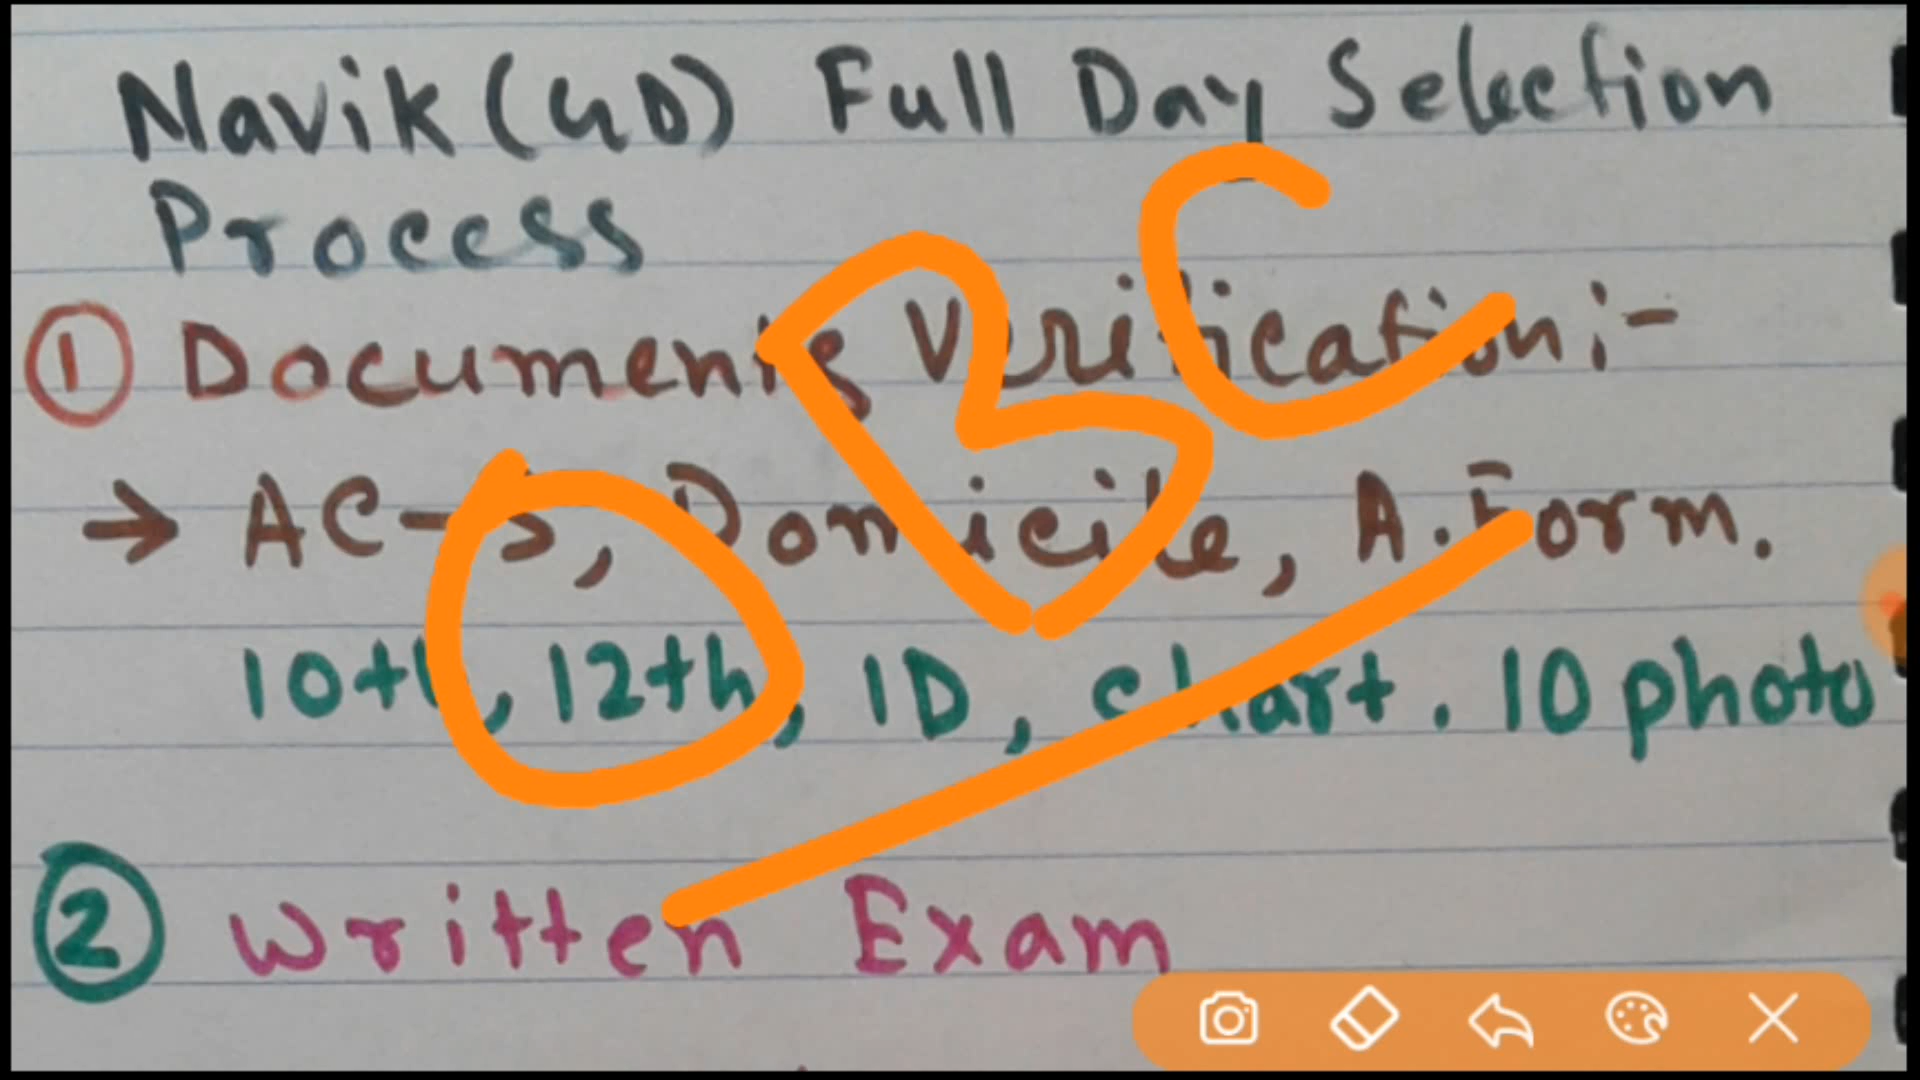 Navik (GD) Full Day Selection
Process
① Documents Verification :-
→ AC→, Domicile, A. Form.
10th, 12th, ID, chart. 10 photo
② Written Exam
OBC